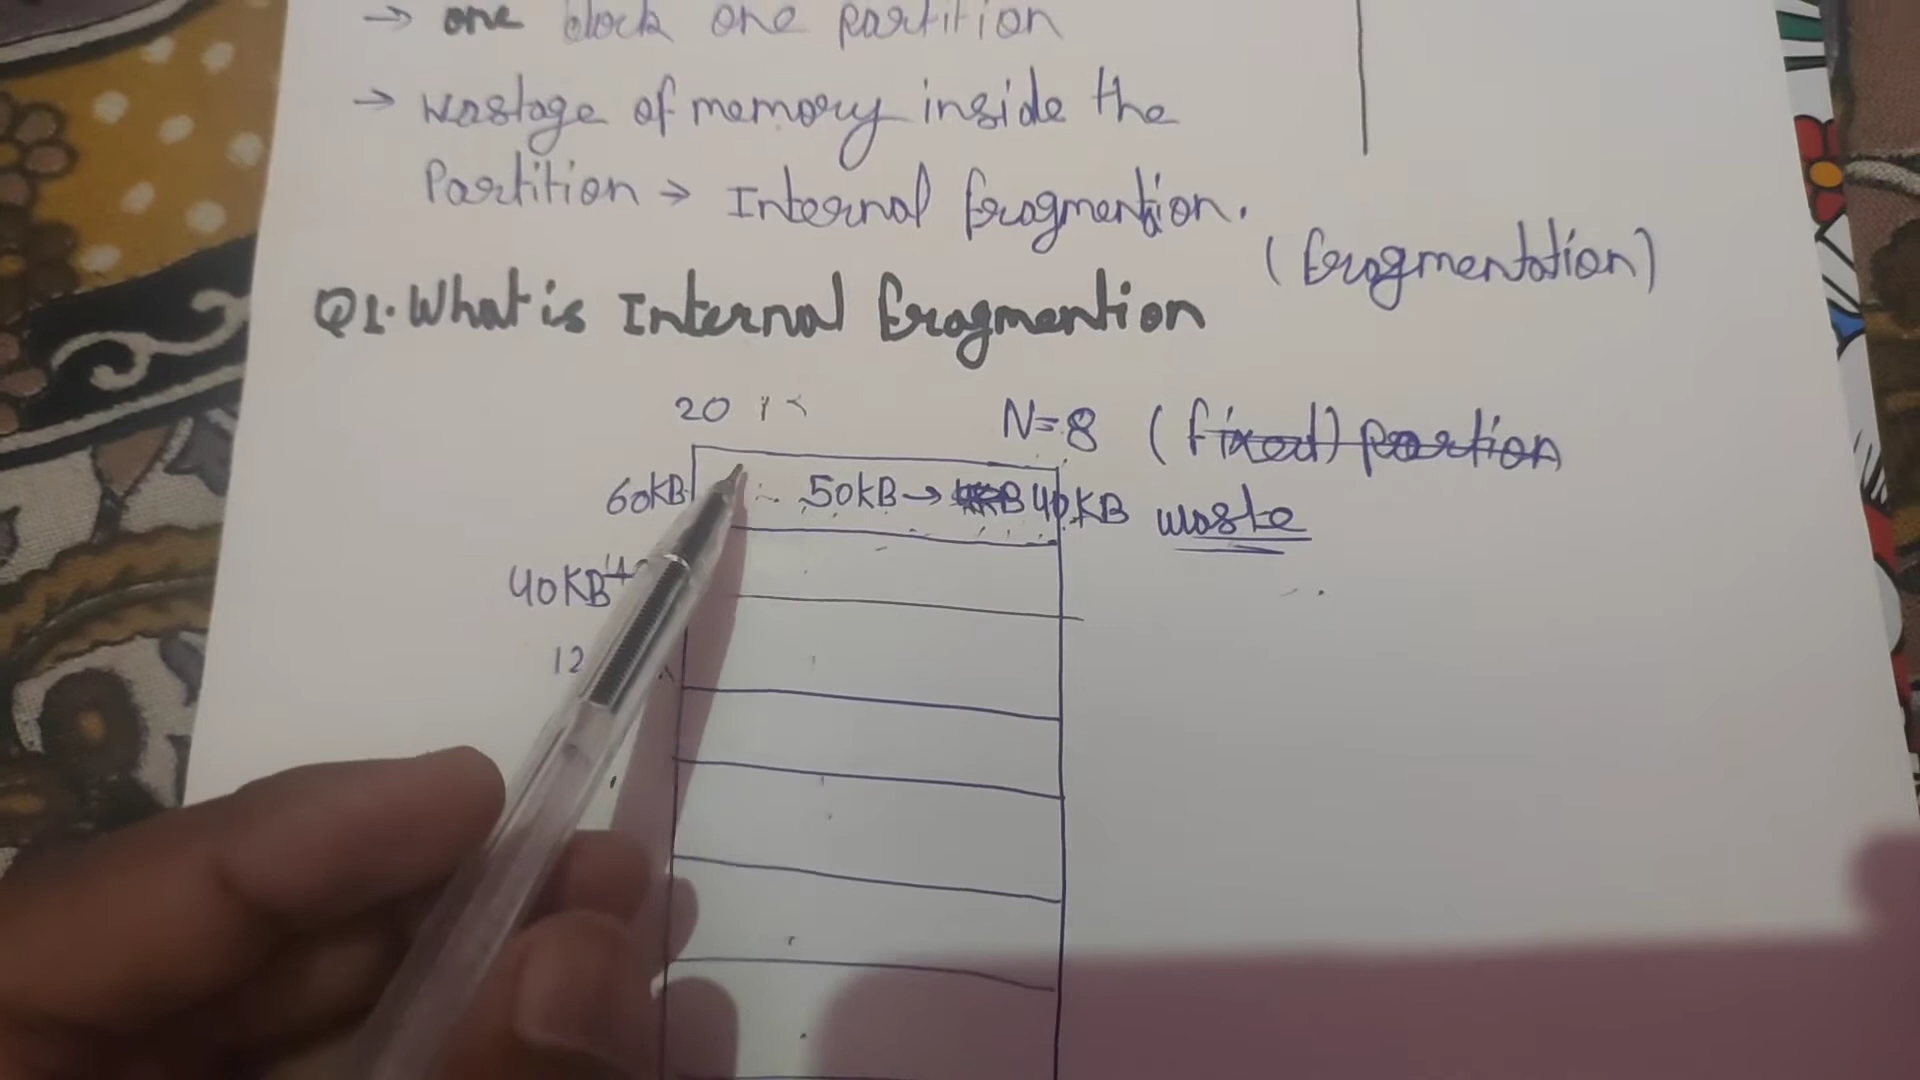 → one block one partition
→ wastage of memory inside the
Partition → Internal fragmention.
(fragmentation)
Q1. What is Internal fragmention
20
N=8 (fixed) partion
60KB 50KB → 40KB waste
40KB
12